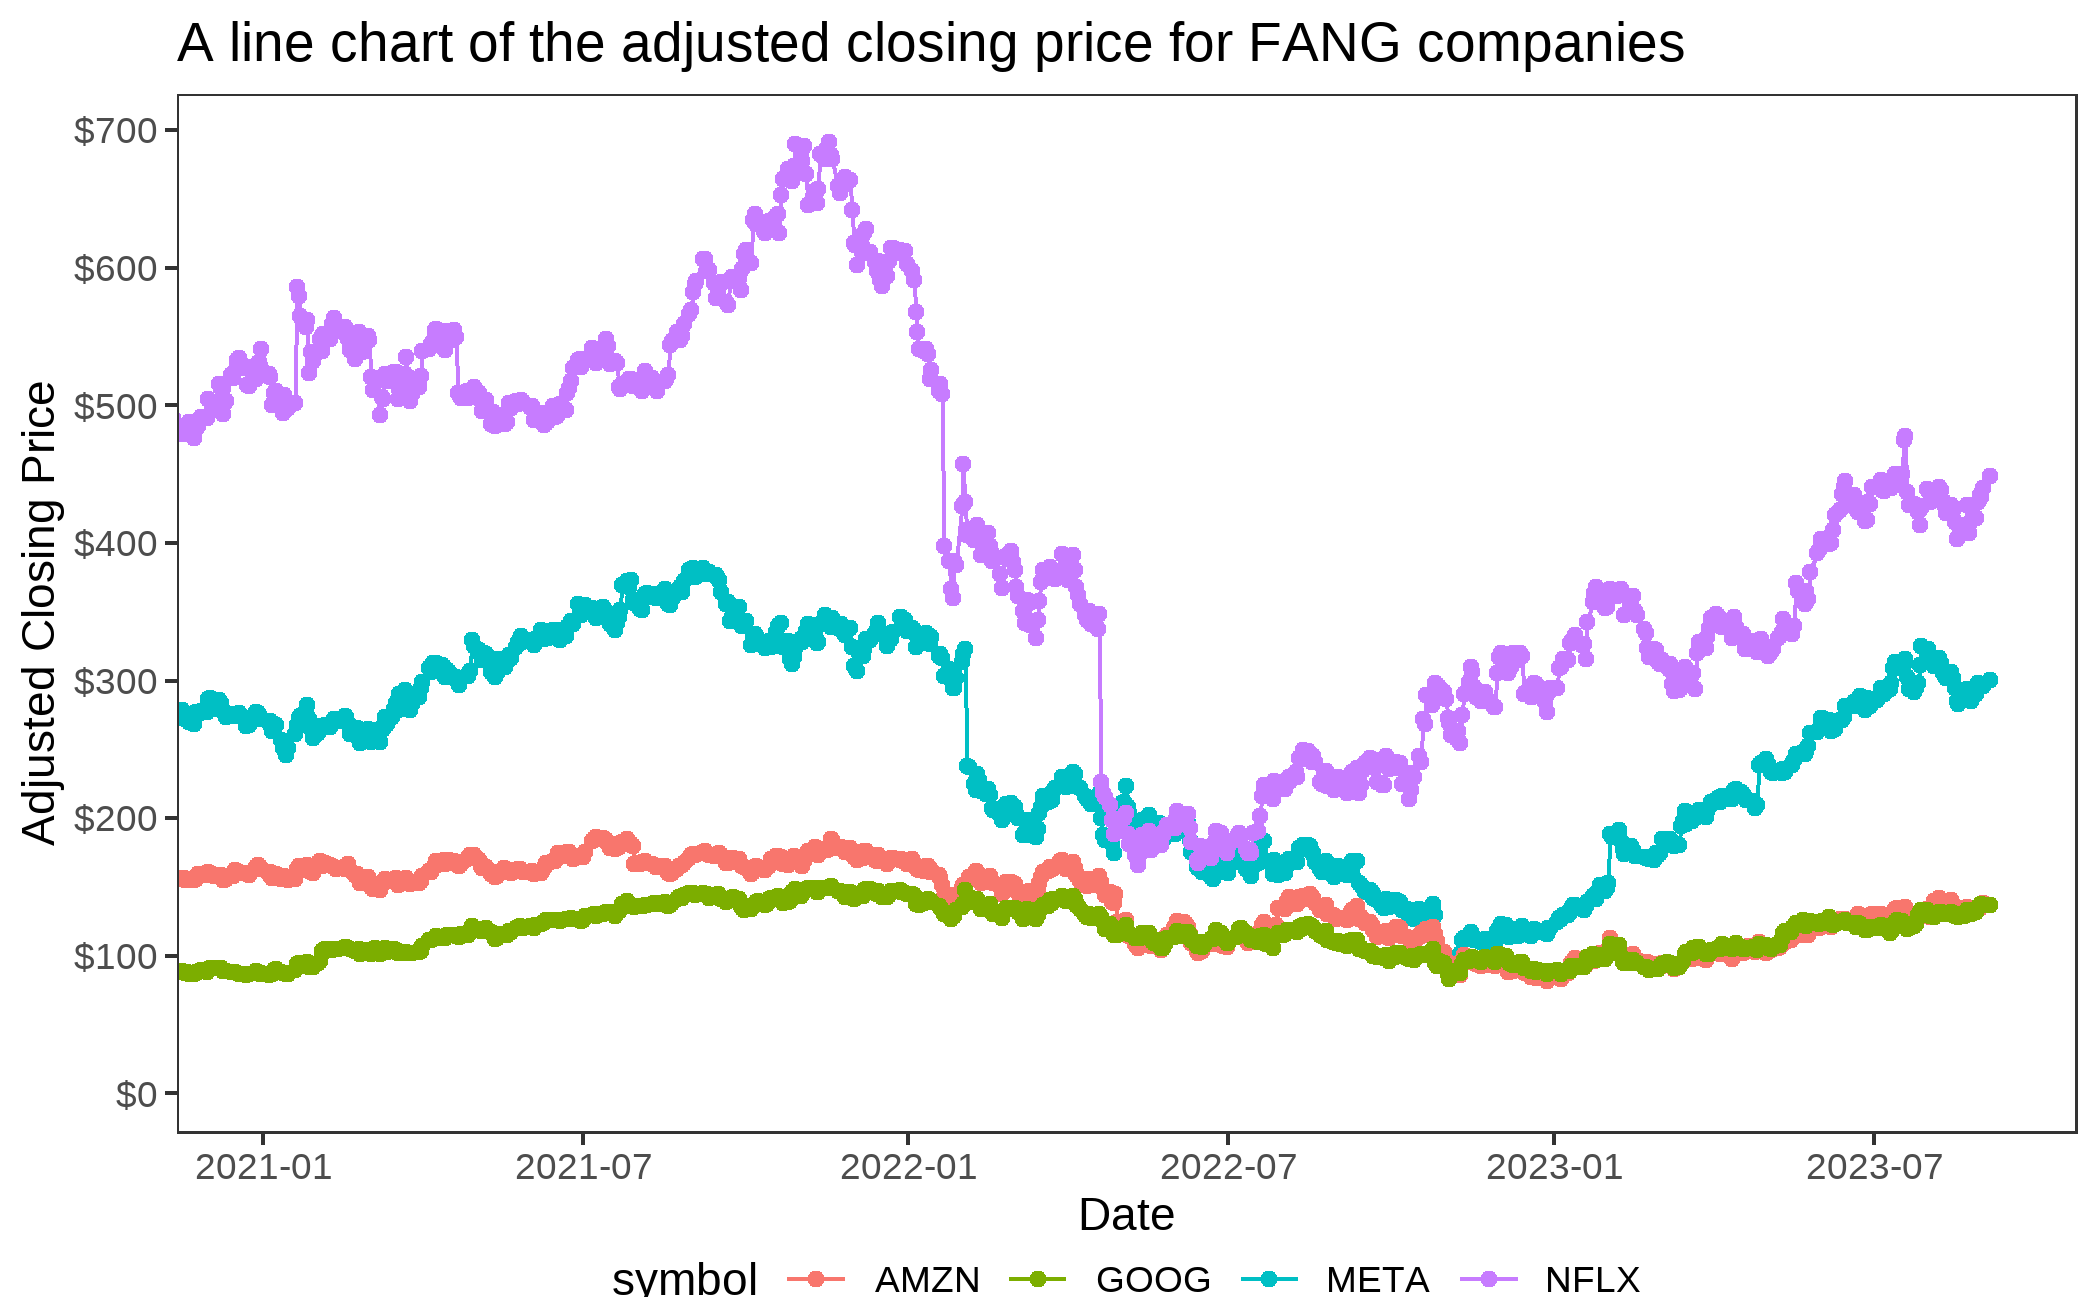 A line chart of the adjusted closing price for FANG companies
$700
$600
$500
$400
$300
$200
$100
$0
Adjusted Closing Price
2021-01 2021-07 2022-01 2022-07 2023-01 2023-07
Date
symbol AMZN GOOG META NFLX